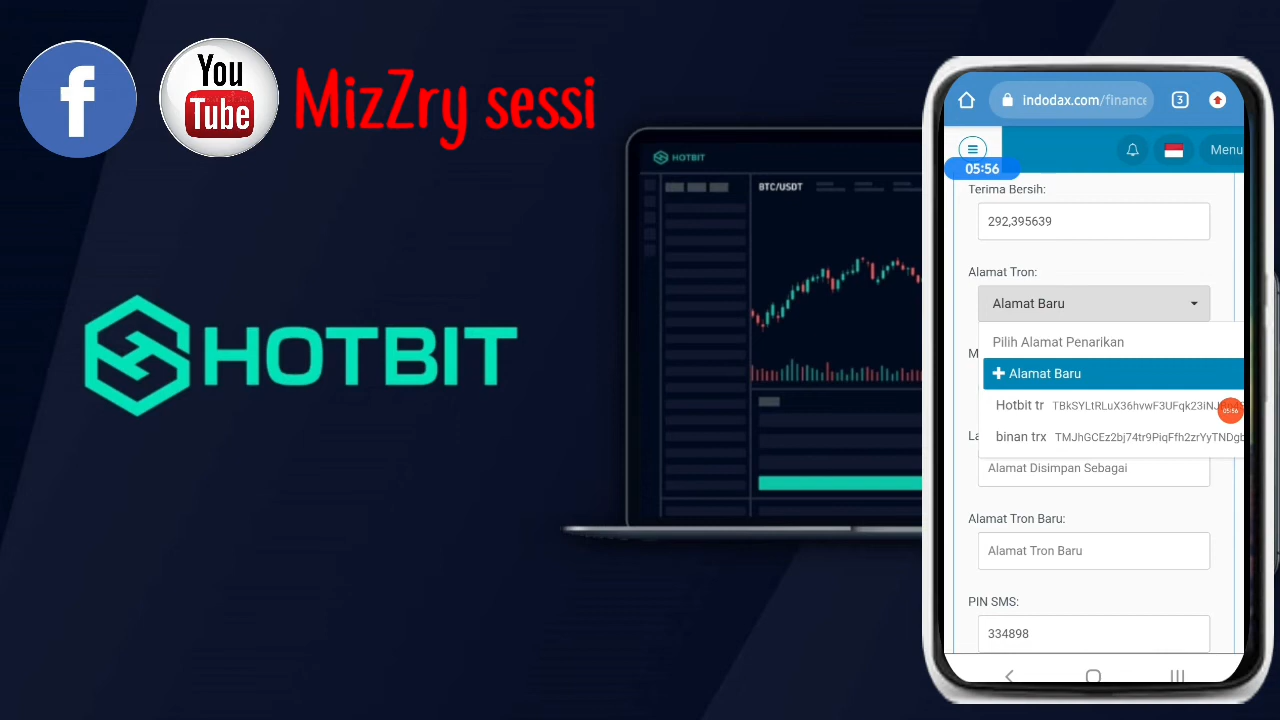 f
You
Tube
MizZry sessi
HOTBIT
HOTBIT
BTC/USDT
indodax.com/finance
3
Menu
05:56
Terima Bersih:
292,395639
Alamat Tron:
Alamat Baru
Pilih Alamat Penarikan
Alamat Baru
Hotbit tr
05:56
binan trx
Alamat Disimpan Sebagai
Alamat Tron Baru:
Alamat Tron Baru
PIN SMS:
334898